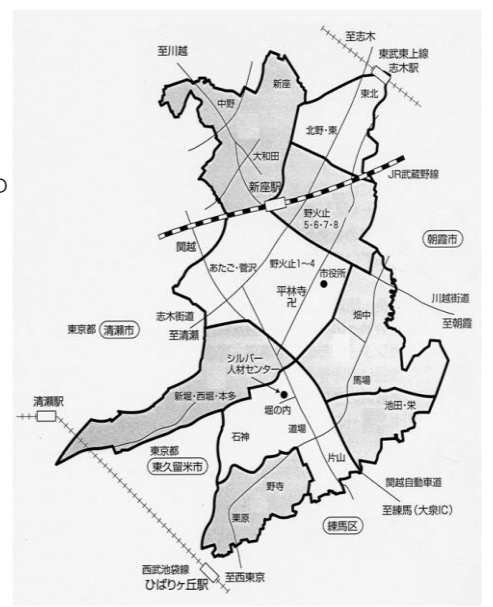 至志木
至川越
東武東上線
志木駅
新座
中野
東北
北野・東
大和田
JR武蔵野線
新座駅
野火止
5・6・7・8
関越
朝霞市
あたご・菅沢
野火止1〜4
市役所
平林寺
卍
川越街道
志木街道
畑中
至朝霞
東京都
清瀬市
至清瀬
シルバー
人材センター
馬場
清瀬駅
新堀・西堀・本多
池田・栄
堀の内
道場
石神
東京都
東久留米市
片山
関越自動車道
野寺
至練馬(大泉IC)
栗原
練馬区
西武池袋線
ひばりヶ丘駅
至西東京